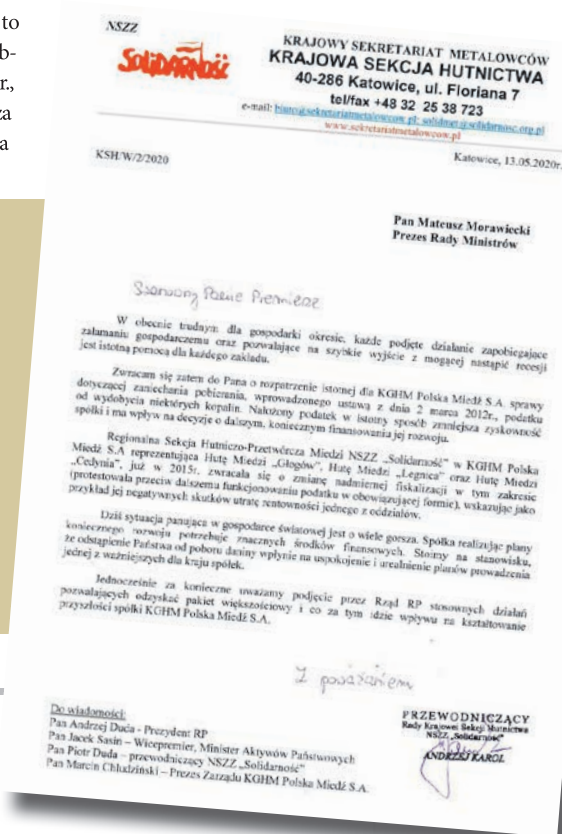 to
b-
r.,
za
a
NSZZ
Solidarność
KRAJOWY SEKRETARIAT METALOWCÓW
KRAJOWA SEKCJA HUTNICTWA
40-286 Katowice, ul. Floriana 7
tel/fax +48 32 25 38 723
e-mail: biuro@sekretariatmetalowcow.pl; solidmet@solidarnosc.org.pl
www.sekretariatmetalowcow.pl
KSH/W/2/2020
Katowice, 13.05.2020r.
Pan Mateusz Morawiecki
Prezes Rady Ministrów
Szanowny Panie Premierze
W obecnie trudnym dla gospodarki okresie, każde podjęte działanie zapobiegające
załamaniu gospodarczemu oraz pozwalające na szybkie wyjście z mogącej nastąpić recesji
jest istotną pomocą dla każdego zakładu.
Zwracam się zatem do Pana o rozpatrzenie istotnej dla KGHM Polska Miedź S.A. sprawy
dotyczącej zaniechania pobierania, wprowadzonego ustawą z dnia 2 marca 2012r., podatku
od wydobycia niektórych kopalin. Nałożony podatek w istotny sposób zmniejsza zyskowność
spółki i ma wpływ na decyzje o dalszym, koniecznym finansowaniu jej rozwoju.
Regionalna Sekcja Hutniczo-Przetwórcza Miedzi NSZZ „Solidarność” w KGHM Polska
Miedź S.A reprezentująca Hutę Miedzi „Głogów”, Hutę Miedzi „Legnica” oraz Hutę Miedzi
„Cedynia”, już w 2015r. zwracała się o zmianę nadmiernej fiskalizacji w tym zakresie
(protestowała przeciw dalszemu funkcjonowaniu podatku w obowiązującej formie), wskazując jako
przykład jej negatywnych skutków utratę rentowności jednego z oddziałów.
Dziś sytuacja panująca w gospodarce światowej jest o wiele gorsza. Spółka realizując plany
koniecznego rozwoju potrzebuje znacznych środków finansowych. Stoimy na stanowisku,
że odstąpienie Państwa od poboru daniny wpłynie na uspokojenie i urealnienie planów prowadzenia
jednej z ważniejszych dla kraju spółek.
Jednocześnie za konieczne uważamy podjęcie przez Rząd RP stosownych działań
pozwalających odzyskać pakiet większościowy i co za tym idzie wpływu na kształtowanie
przyszłości spółki KGHM Polska Miedź S.A.
Z poważaniem
Do wiadomości:
Pan Andrzej Duda - Prezydent RP
Pan Jacek Sasin – Wicepremier, Minister Aktywów Państwowych
Pan Piotr Duda – przewodniczący NSZZ „Solidarność”
Pan Marcin Chludziński – Prezes Zarządu KGHM Polska Miedź S.A.
PRZEWODNICZĄCY
Rady Krajowej Sekcji Hutnictwa
NSZZ „Solidarność”
ANDRZEJ KAROL